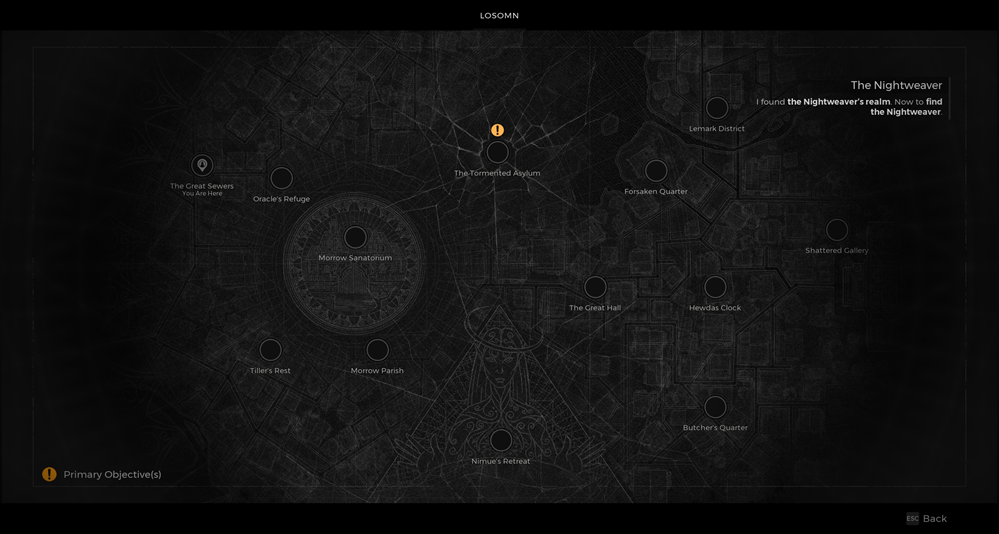 LOSOMN
The Nightweaver
I found the Nightweaver's realm. Now to find
the Nightweaver.
Lemark District
!
The Tormented Asylum
The Great Sewers
You Are Here
Oracle's Refuge
Forsaken Quarter
Shattered Gallery
Morrow Sanatorium
The Great Hall
Hewdas Clock
Tiller's Rest
Morrow Parish
Butcher's Quarter
Nimue's Retreat
! Primary Objective(s)
ESC Back